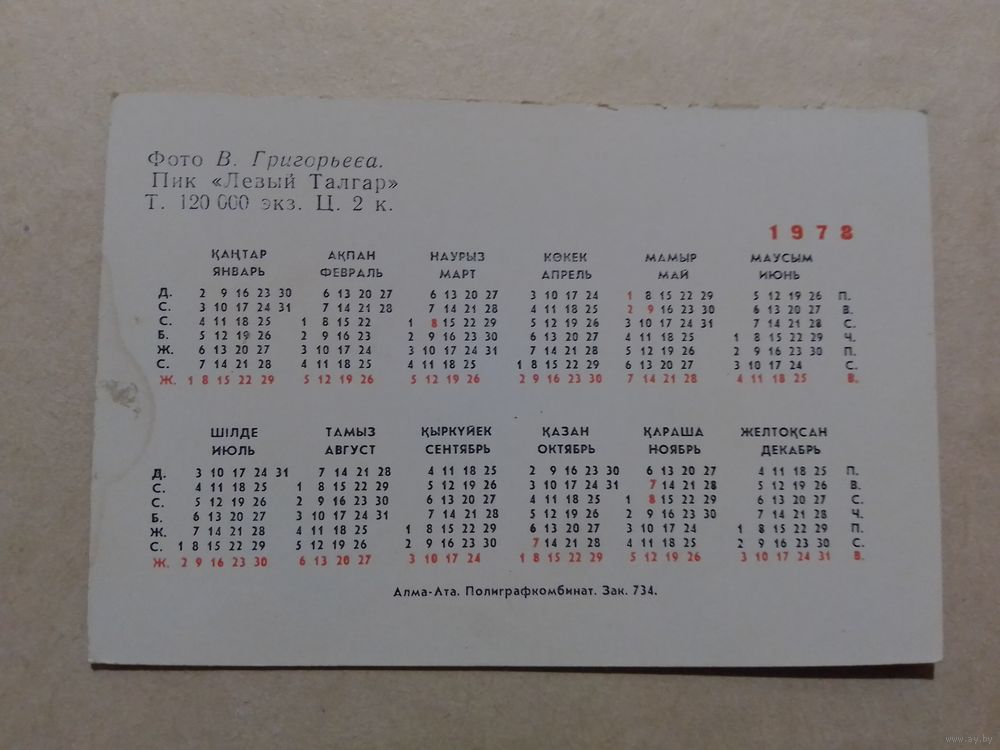 Фото В. Григорьева.
Пик «Левый Талгар»
Т. 120 000 экз. Ц. 2 к.
1978
ҚАҢТАР АҚПАН НАУРЫЗ КӨКЕК МАМЫР МАУСЫМ
ЯНВАРЬ ФЕВРАЛЬ МАРТ АПРЕЛЬ МАЙ ИЮНЬ
Д. 2 9 16 23 30 6 13 20 27 6 13 20 27 3 10 17 24 1 8 15 22 29 5 12 19 26 П.
С. 3 10 17 24 31 7 14 21 28 7 14 21 28 4 11 18 25 2 9 16 23 30 6 13 20 27 В.
С. 4 11 18 25 1 8 15 22 1 8 15 22 29 5 12 19 26 3 10 17 24 31 7 14 21 28 С.
Б. 5 12 19 26 2 9 16 23 2 9 16 23 30 6 13 20 27 4 11 18 25 1 8 15 22 29 Ч.
Ж. 6 13 20 27 3 10 17 24 3 10 17 24 31 7 14 21 28 5 12 19 26 2 9 16 23 30 П.
С. 7 14 21 28 4 11 18 25 4 11 18 25 1 8 15 22 29 6 13 20 27 3 10 17 24 С.
Ж. 1 8 15 22 29 5 12 19 26 5 12 19 26 2 9 16 23 30 7 14 21 28 4 11 18 25 В.
ШІЛДЕ ТАМЫЗ ҚЫРКҮЙЕК ҚАЗАН ҚАРАША ЖЕЛТОҚСАН
ИЮЛЬ АВГУСТ СЕНТЯБРЬ ОКТЯБРЬ НОЯБРЬ ДЕКАБРЬ
Д. 3 10 17 24 31 7 14 21 28 4 11 18 25 2 9 16 23 30 6 13 20 27 4 11 18 25 П.
С. 4 11 18 25 1 8 15 22 29 5 12 19 26 3 10 17 24 31 7 14 21 28 5 12 19 26 В.
С. 5 12 19 26 2 9 16 23 30 6 13 20 27 4 11 18 25 1 8 15 22 29 6 13 20 27 С.
Б. 6 13 20 27 3 10 17 24 31 7 14 21 28 5 12 19 26 2 9 16 23 30 7 14 21 28 Ч.
Ж. 7 14 21 28 4 11 18 25 1 8 15 22 29 6 13 20 27 3 10 17 24 1 8 15 22 29 П.
С. 1 8 15 22 29 5 12 19 26 2 9 16 23 30 7 14 21 28 4 11 18 25 2 9 16 23 30 С.
Ж. 2 9 16 23 30 6 13 20 27 3 10 17 24 1 8 15 22 29 5 12 19 26 3 10 17 24 31 В.
Алма-Ата. Полиграфкомбинат. Зак. 734.
www.ay.by